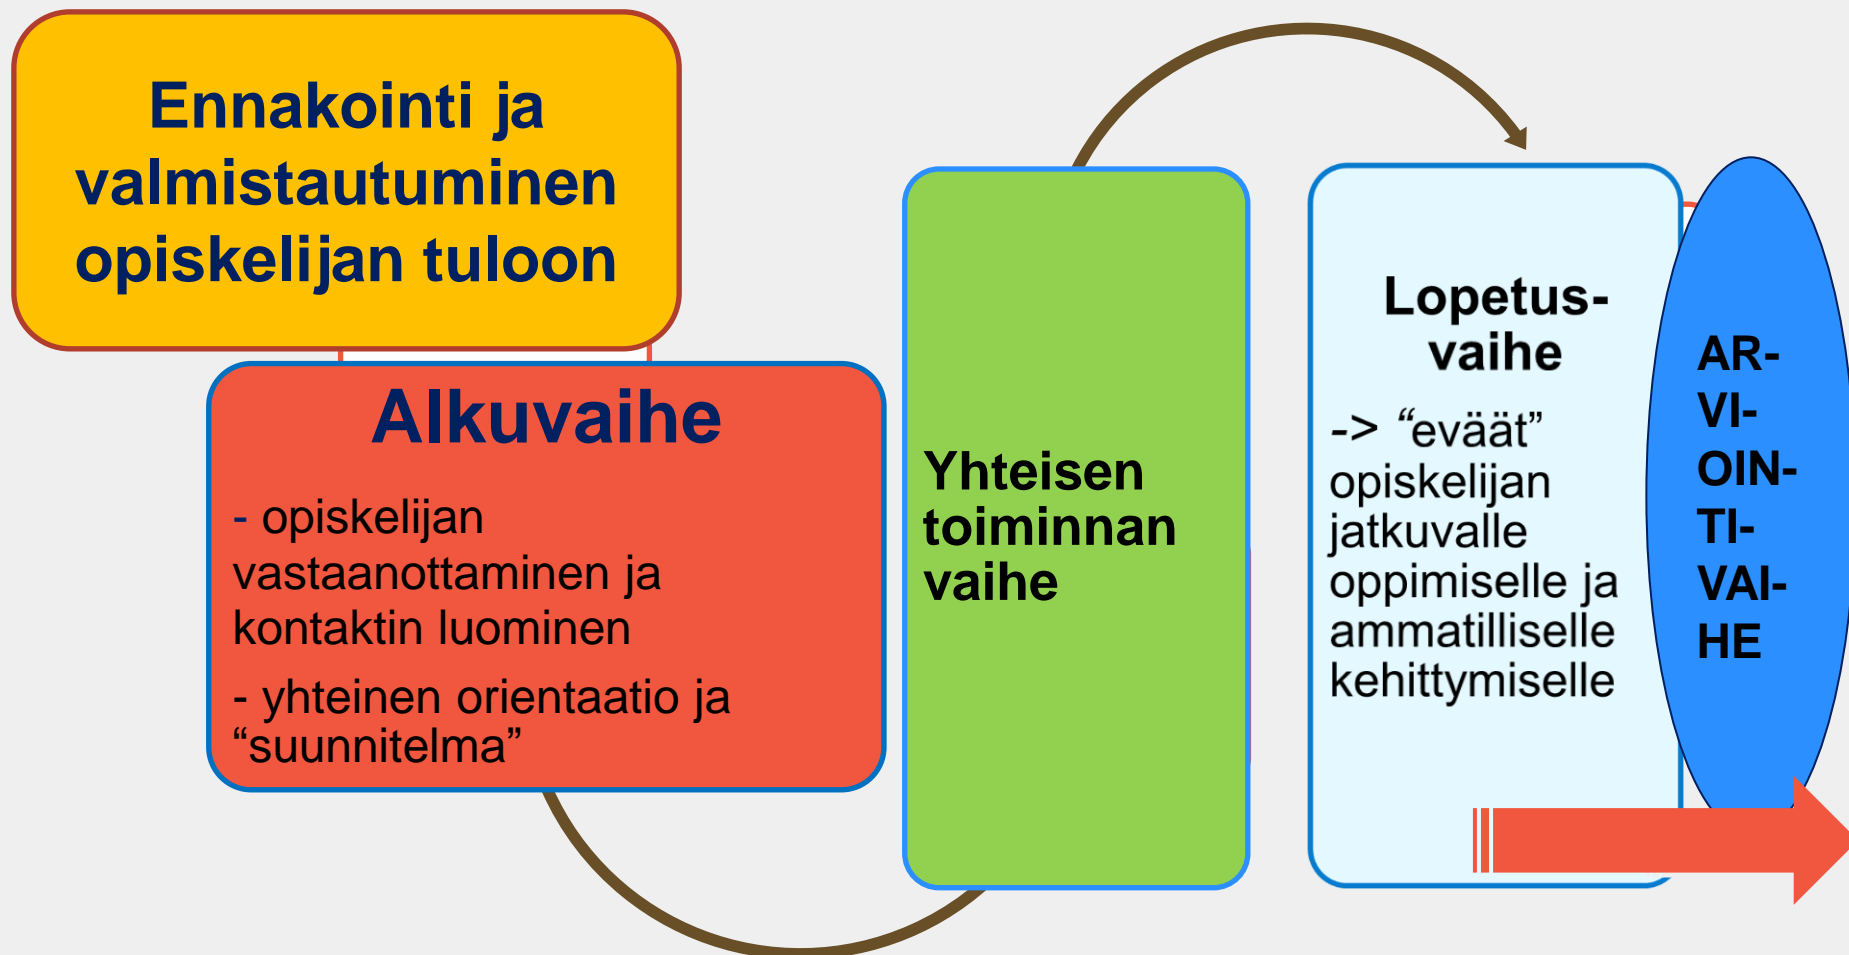 Ennakointi ja
valmistautuminen
opiskelijan tuloon
Alkuvaihe
- opiskelijan
vastaanottaminen ja
kontaktin luominen
- yhteinen orientaatio ja
“suunnitelma”
Yhteisen
toiminnan
vaihe
Lopetus-
vaihe
-> “eväät”
opiskelijan
jatkuvalle
oppimiselle ja
ammatilliselle
kehittymiselle
AR-
VI-
OIN-
TI-
VAI-
HE